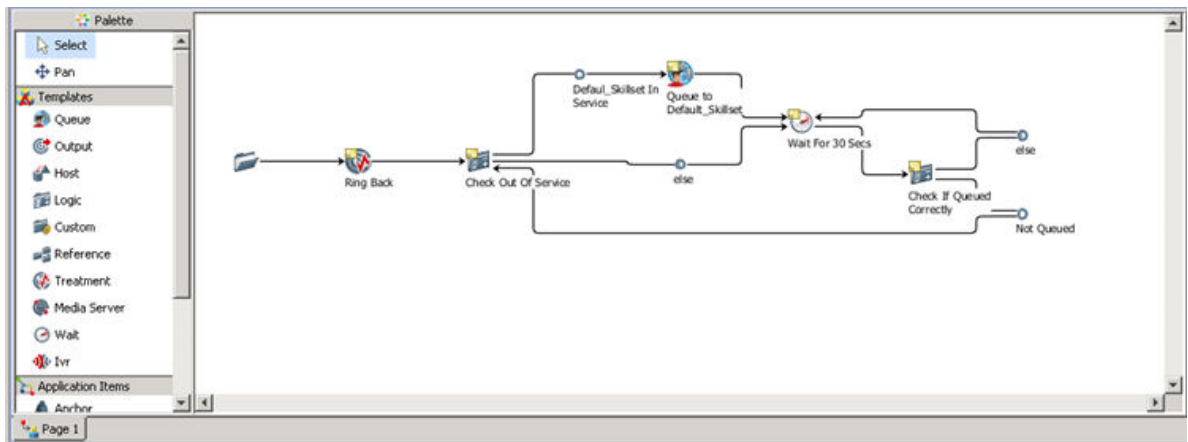 Palette
Select
Pan
Templates
Queue
Output
Host
Logic
Custom
Reference
Treatment
Media Server
Wait
Ivr
Application Items
Anchor
Defaul_Skillset In
Service
Queue to
Default_Skillset
Wait For 30 Secs
else
Ring Back
Check Out Of Service
else
Check If Queued
Correctly
Not Queued
Page 1